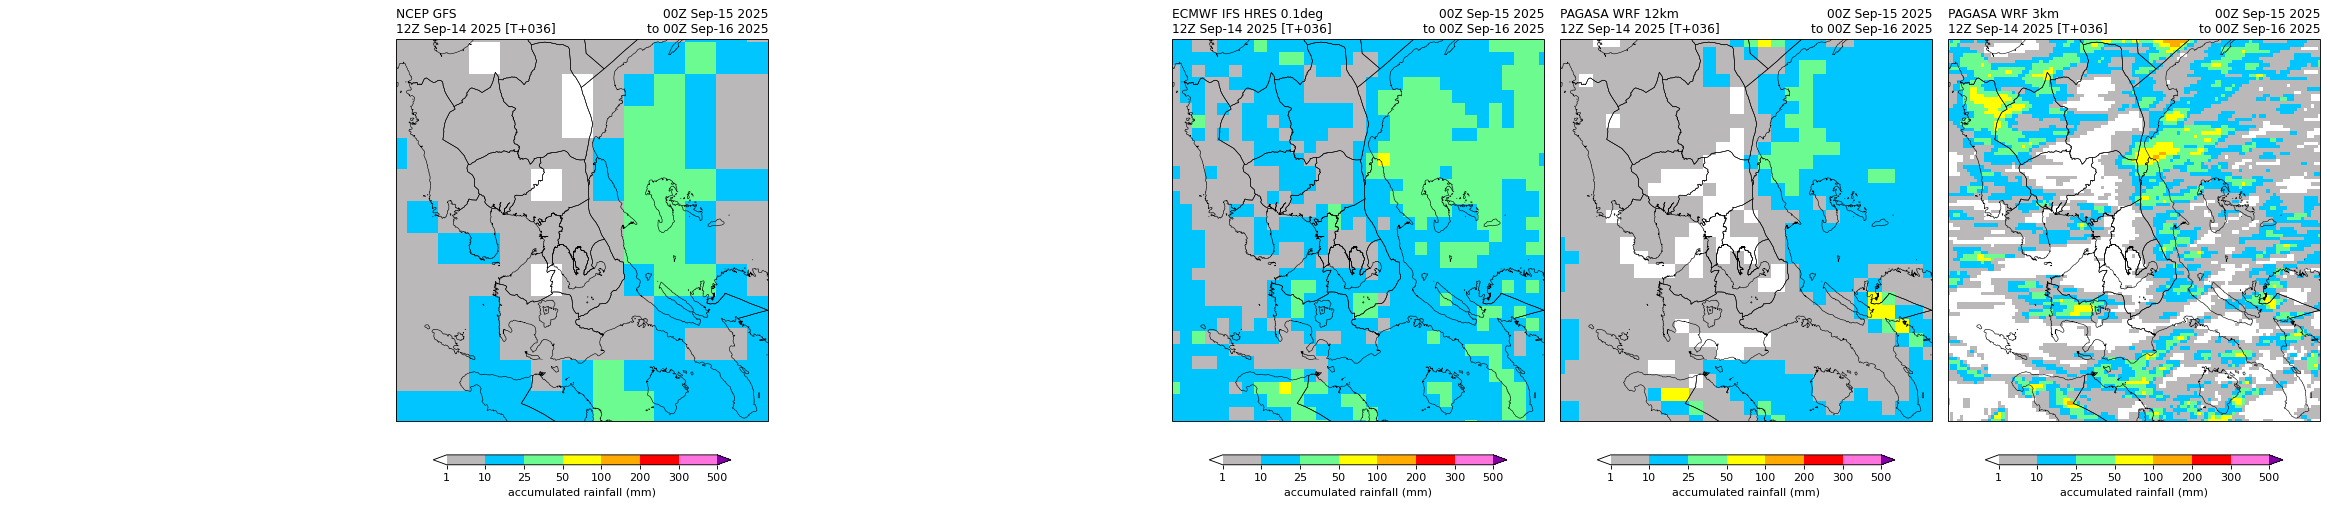 NCEP GFS 00Z Sep-15 2025
12Z Sep-14 2025 [T+036] to 00Z Sep-16 2025
1 10 25 50 100 200 300 500
accumulated rainfall (mm)
ECMWF IFS HRES 0.1deg 00Z Sep-15 2025
12Z Sep-14 2025 [T+036] to 00Z Sep-16 2025
1 10 25 50 100 200 300 500
accumulated rainfall (mm)
PAGASA WRF 12km 00Z Sep-15 2025
12Z Sep-14 2025 [T+036] to 00Z Sep-16 2025
1 10 25 50 100 200 300 500
accumulated rainfall (mm)
PAGASA WRF 3km 00Z Sep-15 2025
12Z Sep-14 2025 [T+036] to 00Z Sep-16 2025
1 10 25 50 100 200 300 500
accumulated rainfall (mm)